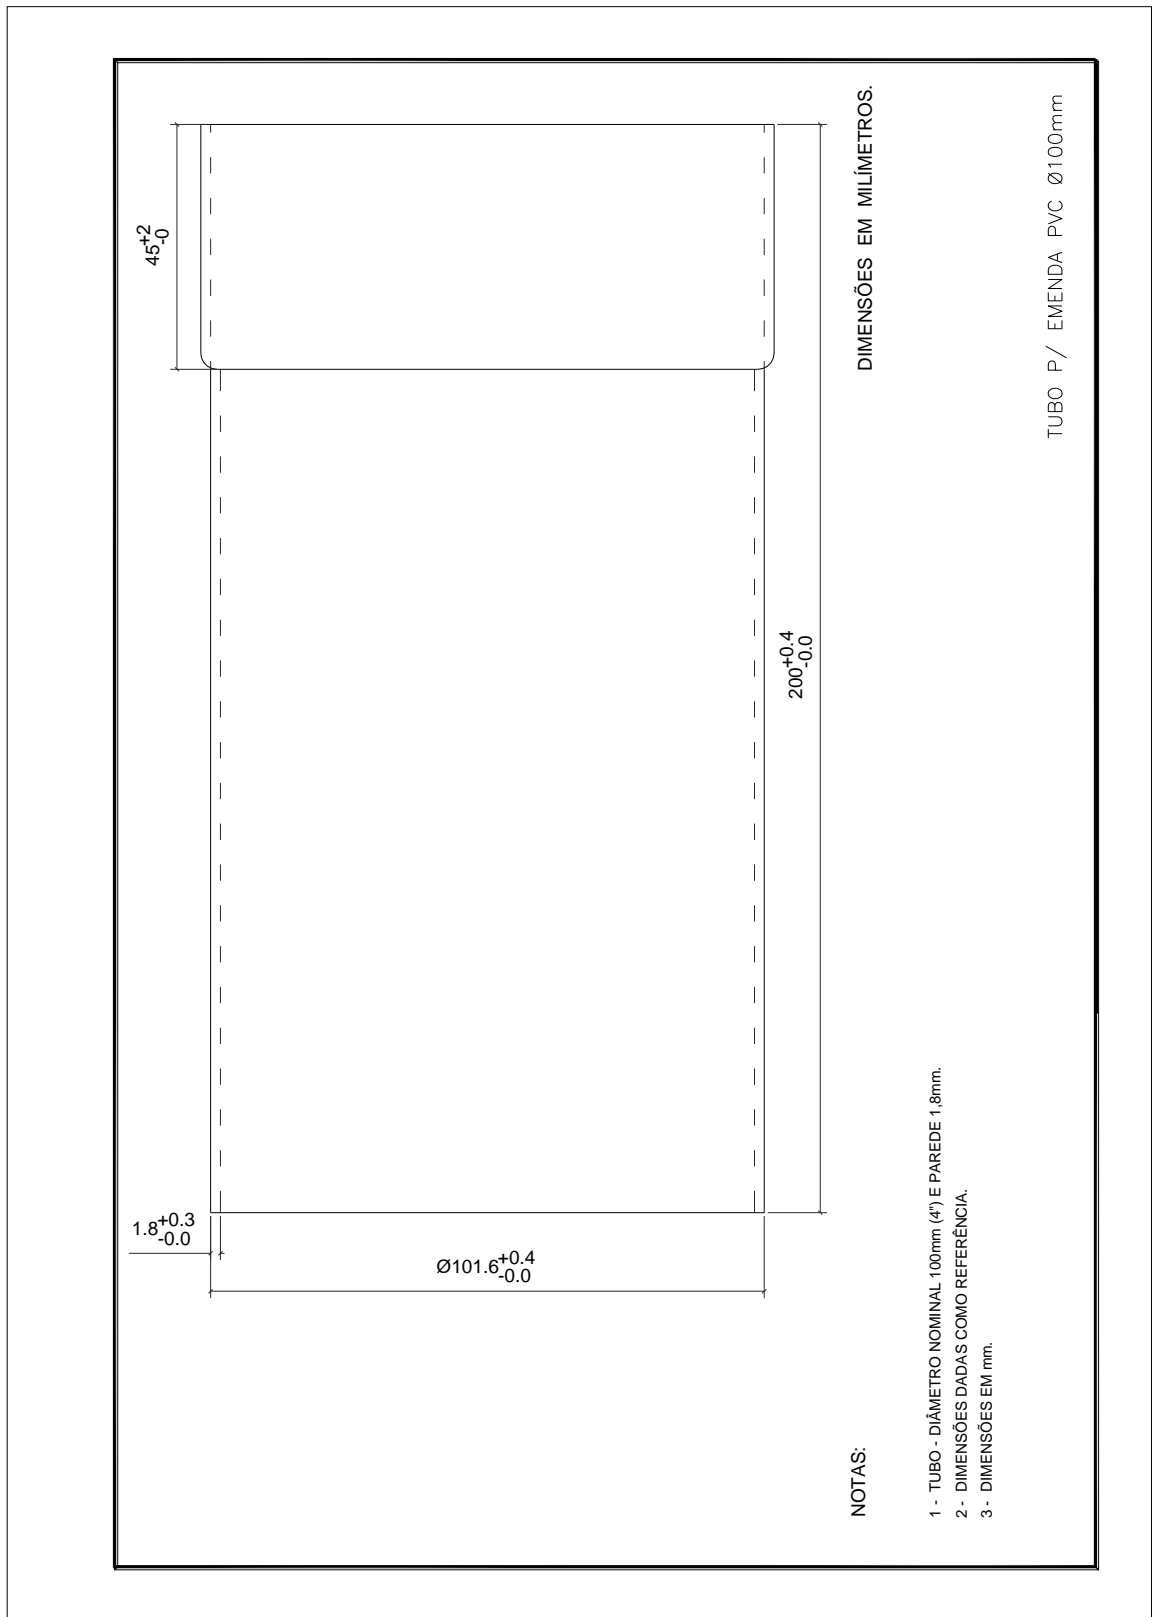 45+2
-0
DIMENSÕES EM MILÍMETROS.
TUBO P/ EMENDA PVC Ø100mm
200+0.4
-0.0
1.8+0.3
-0.0
Ø101.6+0.4
-0.0
NOTAS:
1 - TUBO - DIÂMETRO NOMINAL 100mm (4") E PAREDE 1,8mm.
2 - DIMENSÕES DADAS COMO REFERÊNCIA.
3 - DIMENSÕES EM mm.